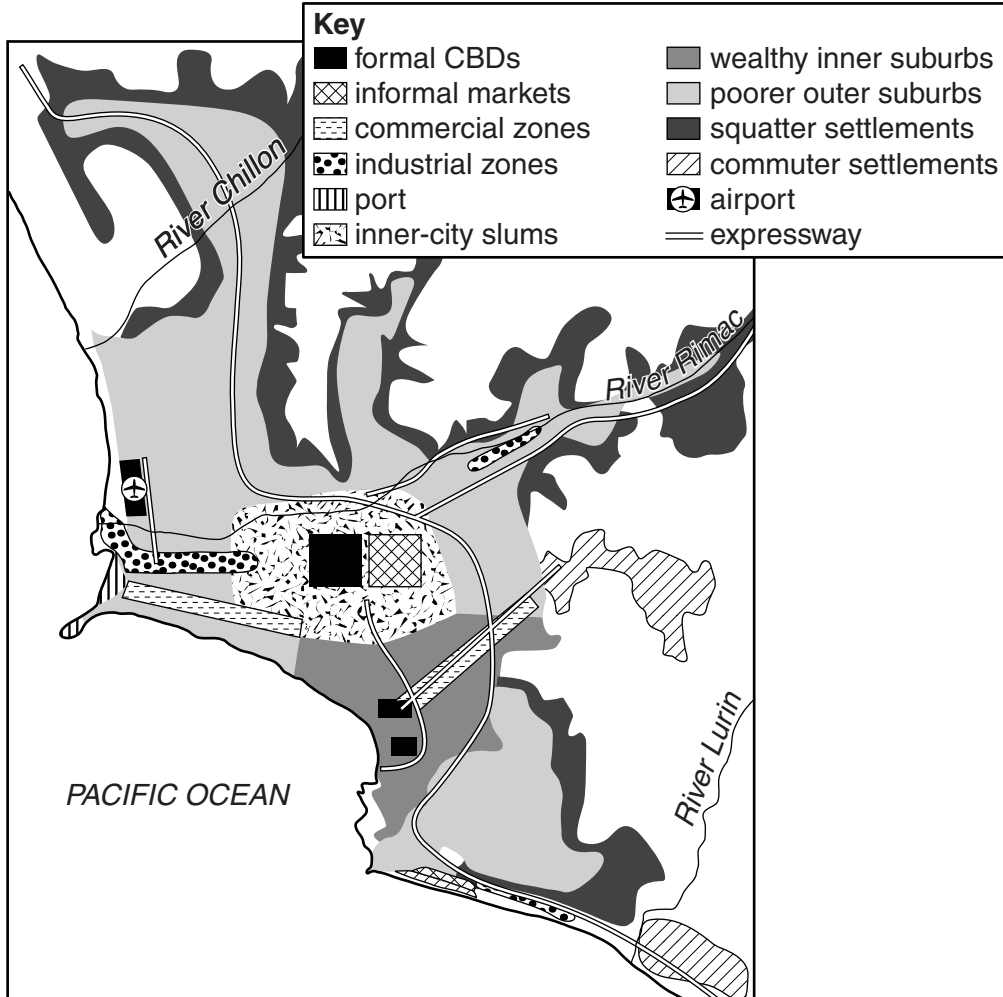 Key
formal CBDs
informal markets
commercial zones
industrial zones
port
inner-city slums
wealthy inner suburbs
poorer outer suburbs
squatter settlements
commuter settlements
airport
expressway
River Chillon
River Rimac
River Lurin
PACIFIC OCEAN